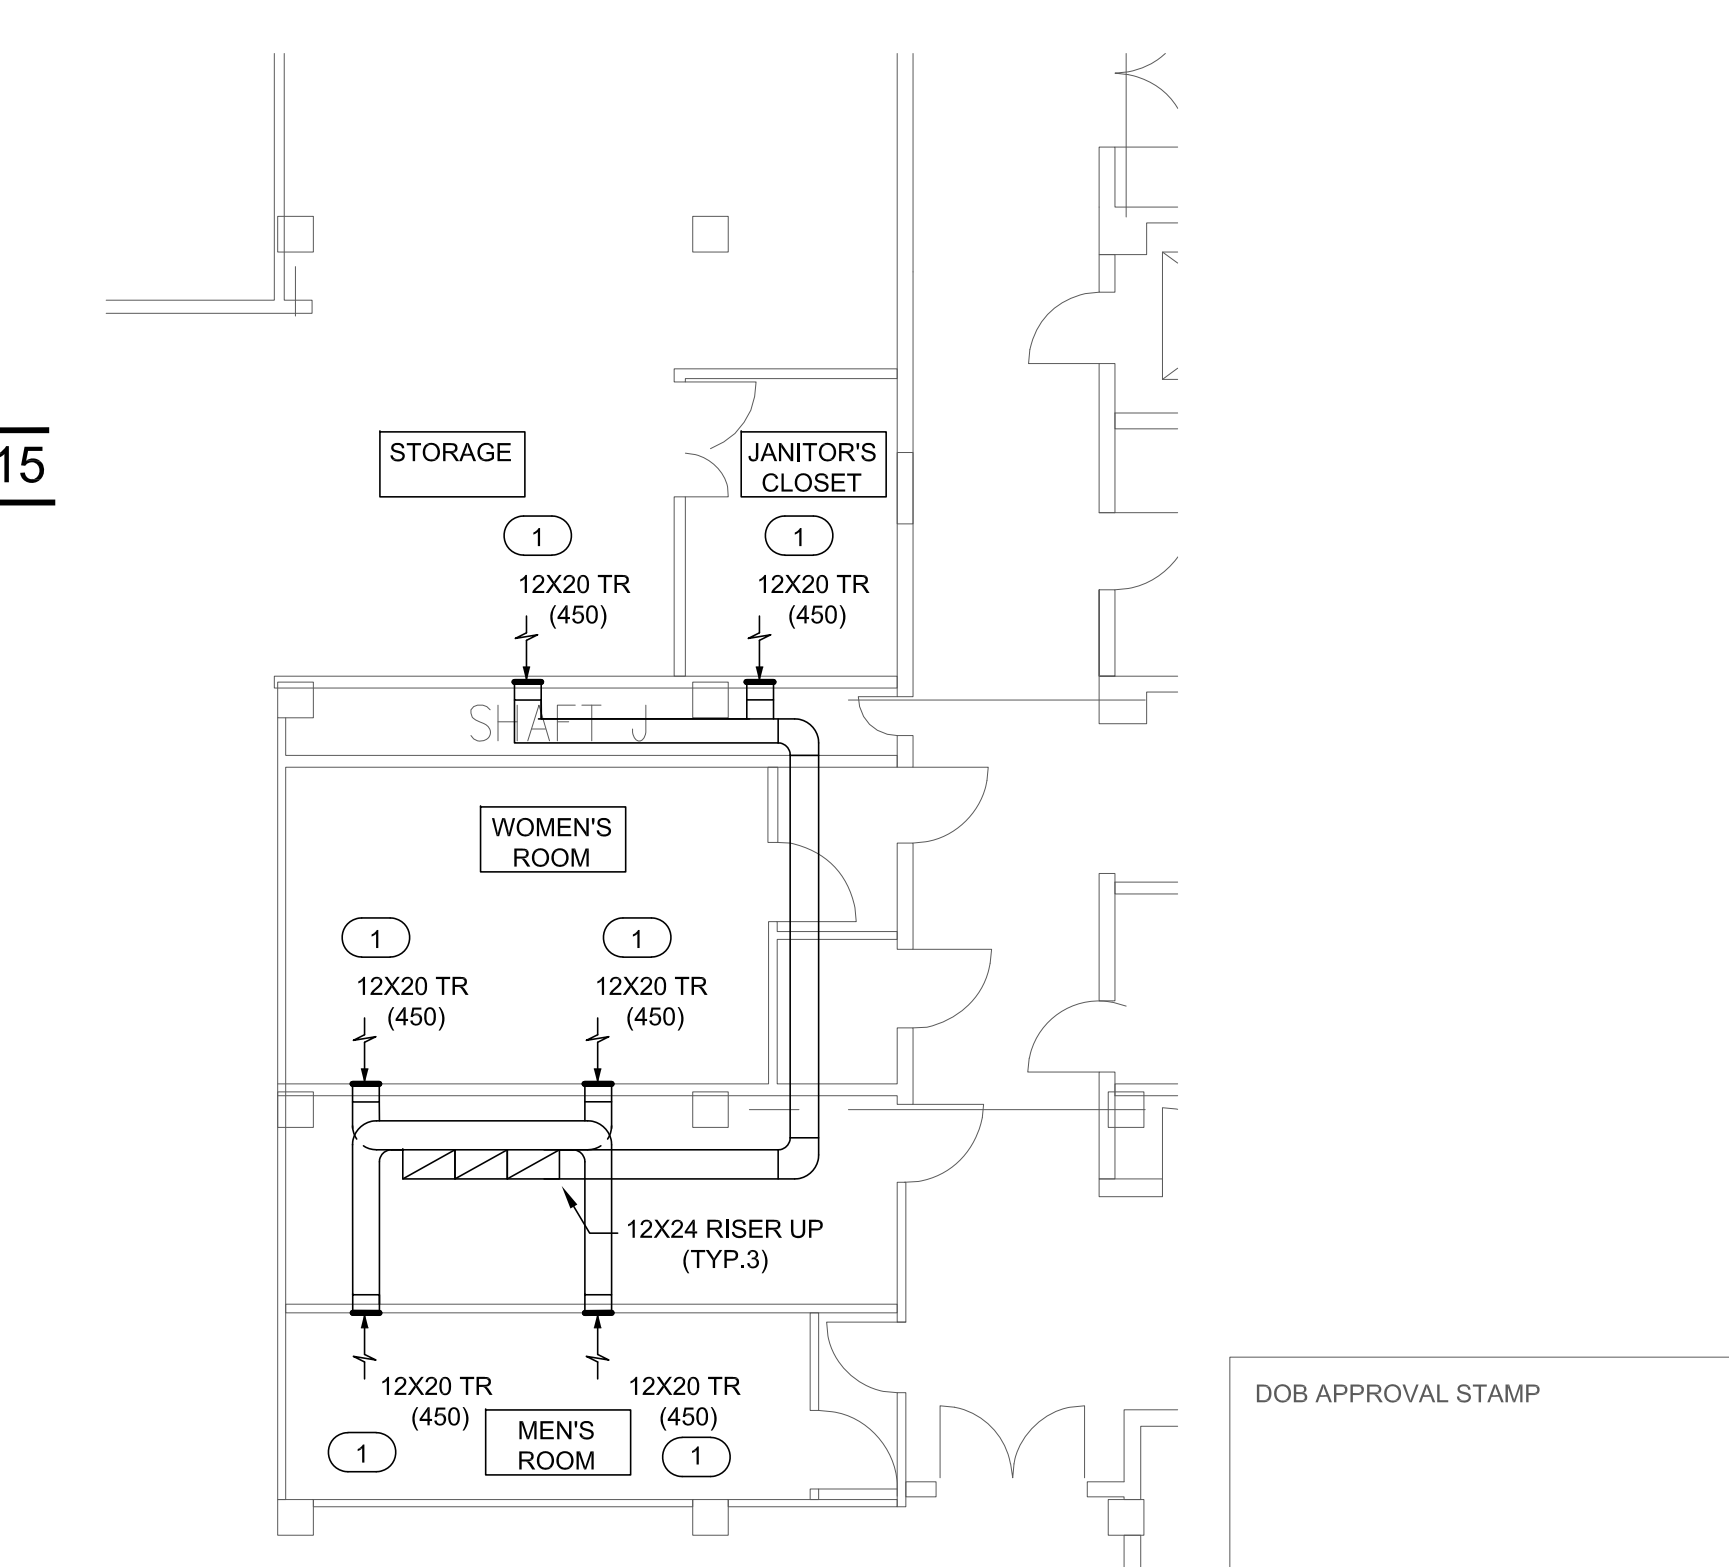 15
STORAGE
JANITOR'S
CLOSET
1
1
12X20 TR
(450)
12X20 TR
(450)
SHAFT J
WOMEN'S
ROOM
1
1
12X20 TR
(450)
12X20 TR
(450)
12X24 RISER UP
(TYP.3)
12X20 TR
(450)
12X20 TR
(450)
MEN'S
ROOM
1
1
DOB APPROVAL STAMP